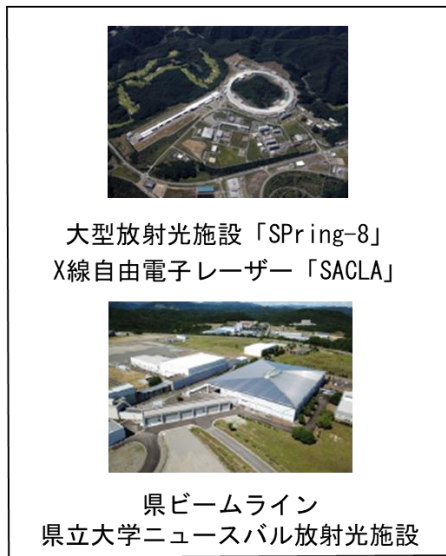 大型放射光施設「SPring-8」
X線自由電子レーザー「SACLA」
県ビームライン
県立大学ニュースバル放射光施設